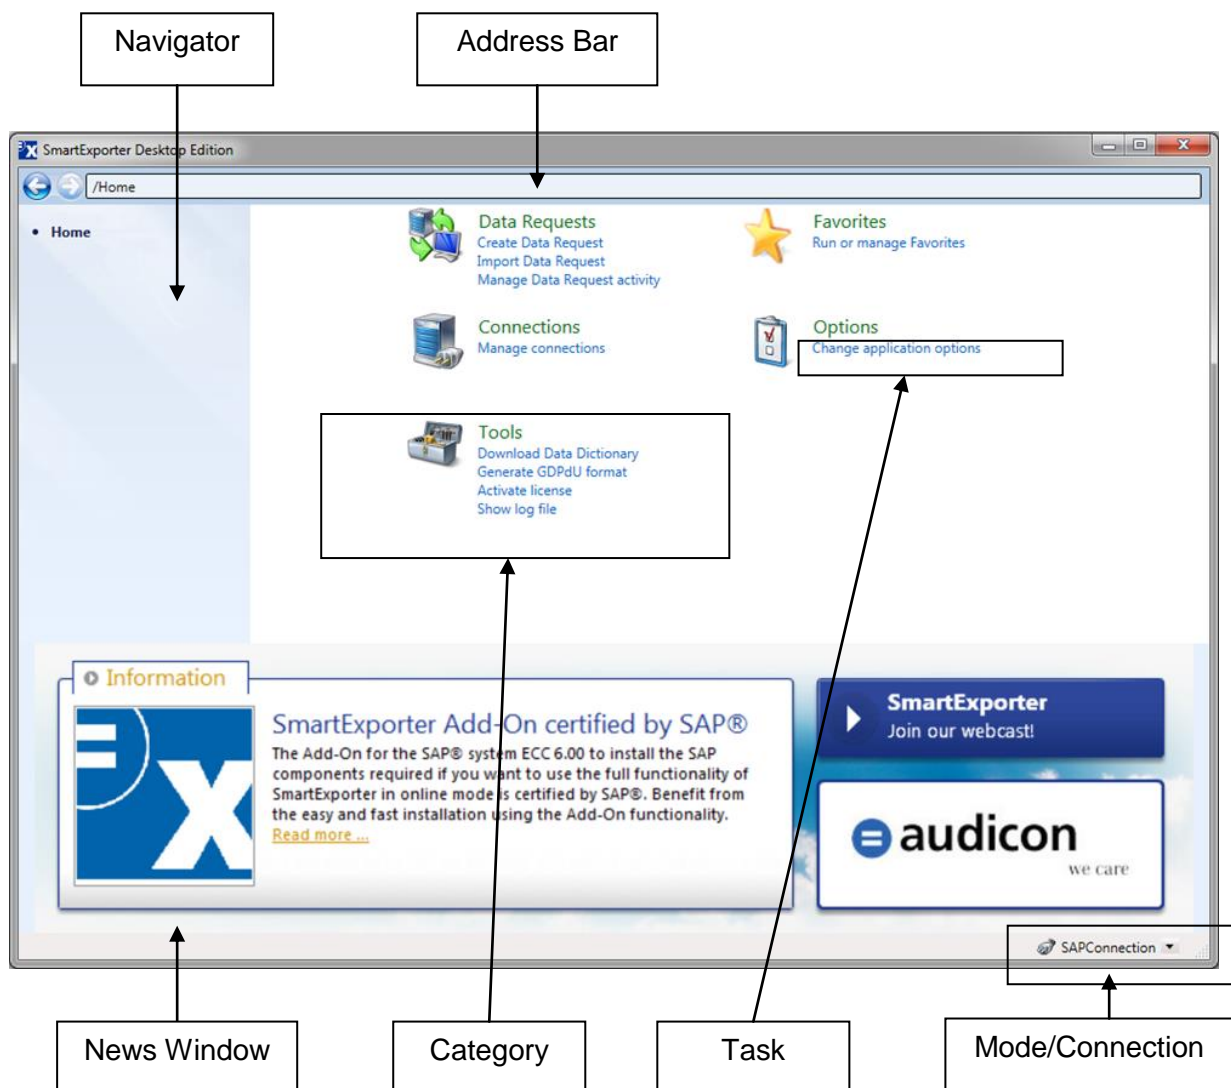 Navigator
Address Bar
SmartExporter Desktop Edition
/Home
• Home
Data Requests
Create Data Request
Import Data Request
Manage Data Request activity
Favorites
Run or manage Favorites
Connections
Manage connections
Options
Change application options
Tools
Download Data Dictionary
Generate GDPdU format
Activate license
Show log file
Information
SmartExporter Add-On certified by SAP®
The Add-On for the SAP® system ECC 6.00 to install the SAP
components required if you want to use the full functionality of
SmartExporter in online mode is certified by SAP®. Benefit from
the easy and fast installation using the Add-On functionality.
Read more ...
SmartExporter
Join our webcast!
audicon
we care
SAPConnection
News Window
Category
Task
Mode/Connection